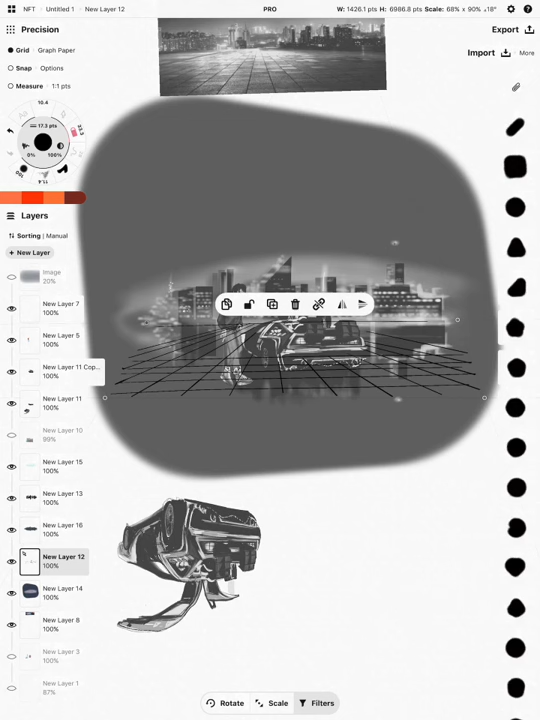 NFT › Untitled 1 › New Layer 12
PRO
W: 1426.1 pts H: 6986.8 pts Scale: 68% x 90% ⦟18°
Precision
Export
Grid · Graph Paper
Import
More
Snap · Options
Measure · 1:1 pts
10.4
17.3 pts
33.3
0%
100%
Layers
Sorting | Manual
+ New Layer
Image
20%
New Layer 7
100%
New Layer 5
100%
New Layer 11 Cop...
100%
New Layer 11
100%
New Layer 10
99%
New Layer 15
100%
New Layer 13
100%
New Layer 16
100%
New Layer 12
100%
New Layer 14
100%
New Layer 8
100%
New Layer 3
100%
New Layer 1
87%
Rotate
Scale
Filters